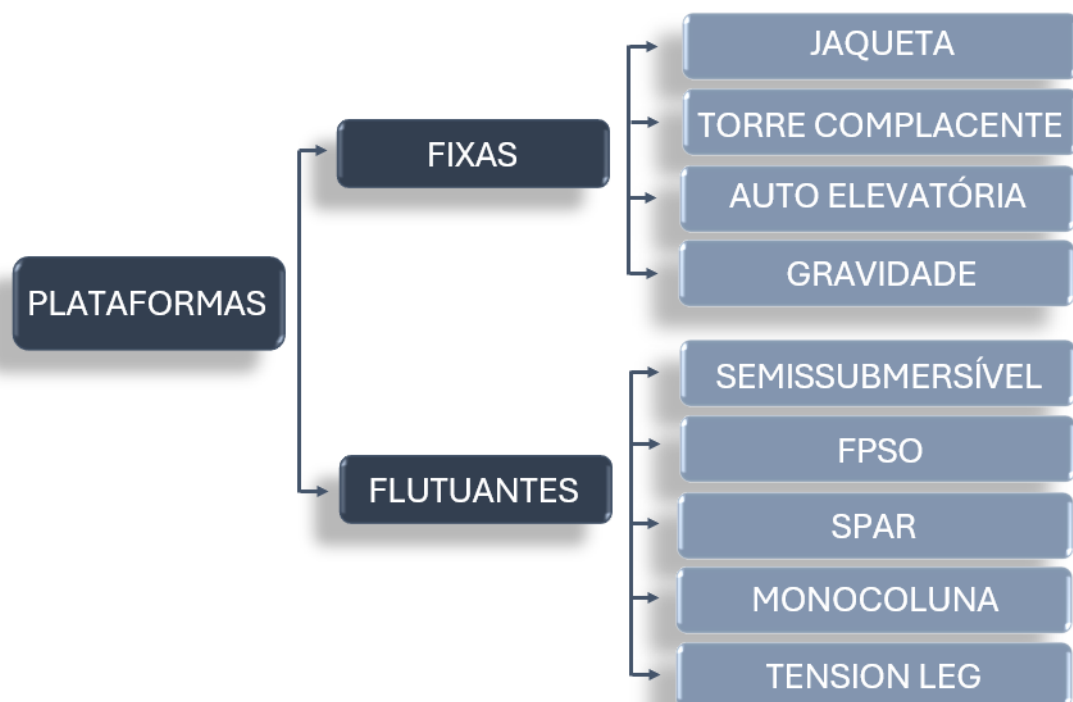 PLATAFORMAS
FIXAS
JAQUETA
TORRE COMPLACENTE
AUTO ELEVATÓRIA
GRAVIDADE
FLUTUANTES
SEMISSUBMERSÍVEL
FPSO
SPAR
MONOCOLUNA
TENSION LEG